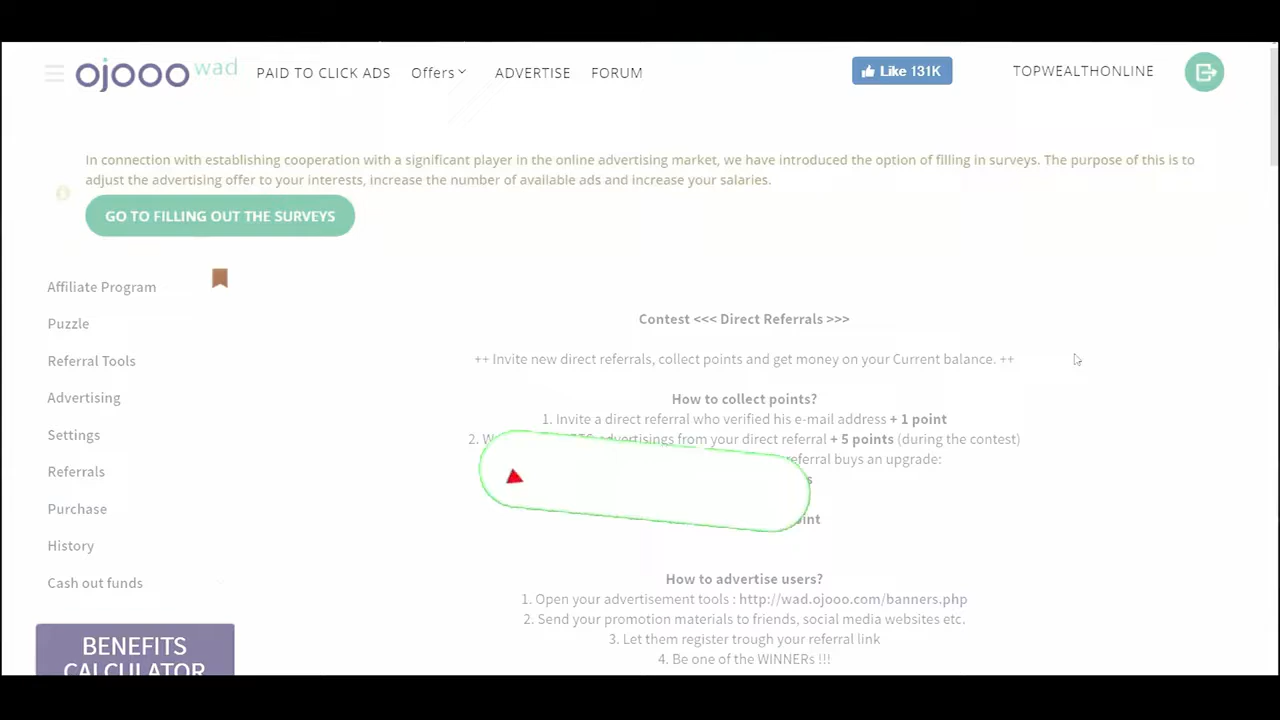 ojooo wad
PAID TO CLICK ADS
Offers
ADVERTISE
FORUM
Like 131K
TOPWEALTHONLINE
In connection with establishing cooperation with a significant player in the online advertising market, we have introduced the option of filling in surveys. The purpose of this is to
adjust the advertising offer to your interests, increase the number of available ads and increase your salaries.
GO TO FILLING OUT THE SURVEYS
Affiliate Program
Puzzle
Referral Tools
Advertising
Settings
Referrals
Purchase
History
Cash out funds
BENEFITS
CALCULATOR
Contest <<< Direct Referrals >>>
++ Invite new direct referrals, collect points and get money on your Current balance. ++
How to collect points?
1. Invite a direct referral who verified his e-mail address + 1 point
2. advertisings from your direct referral + 5 points (during the contest)
referral buys an upgrade:
How to advertise users?
1. Open your advertisement tools : http://wad.ojooo.com/banners.php
2. Send your promotion materials to friends, social media websites etc.
3. Let them register trough your referral link
4. Be one of the WINNERs !!!